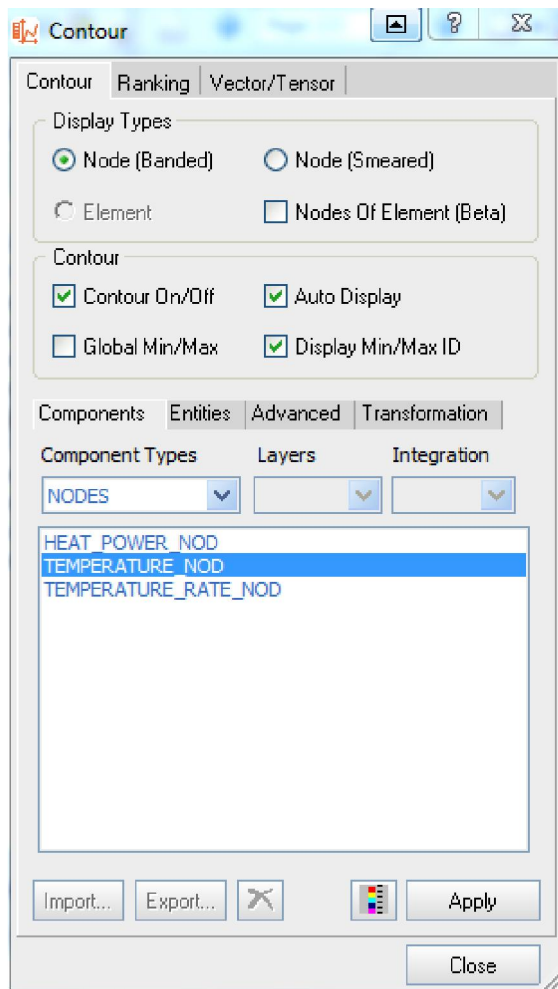 Contour
Contour Ranking Vector/Tensor
Display Types
Node (Banded) Node (Smeared)
Element Nodes Of Element (Beta)
Contour
Contour On/Off Auto Display
Global Min/Max Display Min/Max ID
Components Entities Advanced Transformation
Component Types Layers Integration
NODES
HEAT_POWER_NOD
TEMPERATURE_NOD
TEMPERATURE_RATE_NOD
Import... Export... Apply
Close